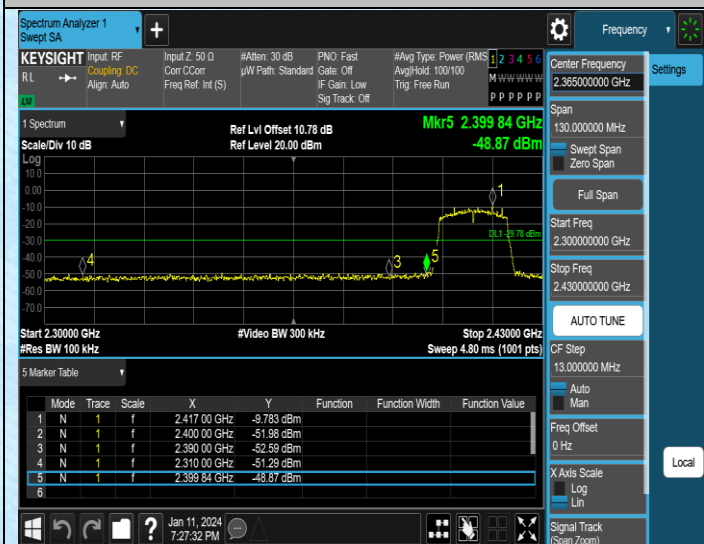 Spectrum Analyzer 1
Swept SA
+
Frequency
KEYSIGHT
RL
LXI
Input: RF
Coupling: DC
Align: Auto
Input Z: 50 Ω
Corr CCorr
Freq Ref: Int (S)
#Atten: 30 dB
µW Path: Standard
PNO: Fast
Gate: Off
IF Gain: Low
Sig Track: Off
#Avg Type: Power (RMS
Avg|Hold: 100/100
Trig: Free Run
1 2 3 4 5 6
M W W W W W
P P P P P P
1 Spectrum
Scale/Div 10 dB
Ref Lvl Offset 10.78 dB
Ref Level 20.00 dBm
Mkr5 2.399 84 GHz
-48.87 dBm
Log
10.0
0.00
-10.0
-20.0
-30.0
-40.0
-50.0
-60.0
-70.0
1
DL1 -29.78 dBm
4
3
5
Start 2.30000 GHz
#Res BW 100 kHz
#Video BW 300 kHz
Stop 2.43000 GHz
Sweep 4.80 ms (1001 pts)
5 Marker Table
Mode Trace Scale X Y Function Function Width Function Value
1 N 1 f 2.417 00 GHz -9.783 dBm
2 N 1 f 2.400 00 GHz -51.98 dBm
3 N 1 f 2.390 00 GHz -52.59 dBm
4 N 1 f 2.310 00 GHz -51.29 dBm
5 N 1 f 2.399 84 GHz -48.87 dBm
6
Center Frequency
2.365000000 GHz
Settings
Span
130.000000 MHz
Swept Span
Zero Span
Full Span
Start Freq
2.300000000 GHz
Stop Freq
2.430000000 GHz
AUTO TUNE
CF Step
13.000000 MHz
Auto
Man
Freq Offset
0 Hz
Local
X Axis Scale
Log
Lin
Signal Track
(Span Zoom)
?
Jan 11, 2024
7:27:32 PM